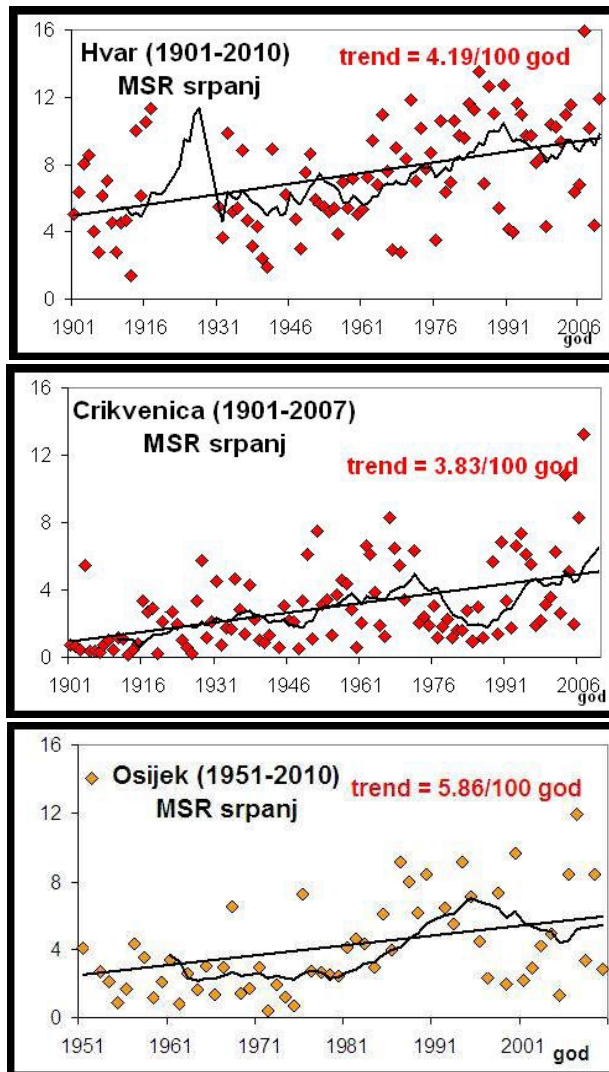 16
Hvar (1901-2010)
trend = 4.19/100 god
MSR srpanj
12
8
4
0
1901 1916 1931 1946 1961 1976 1991 2006
god
16
Crikvenica (1901-2007)
MSR srpanj
trend = 3.83/100 god
12
8
4
0
1901 1916 1931 1946 1961 1976 1991 2006
god
16
Osijek (1951-2010)
trend = 5.86/100 god
MSR srpanj
12
8
4
0
1951 1961 1971 1981 1991 2001 god